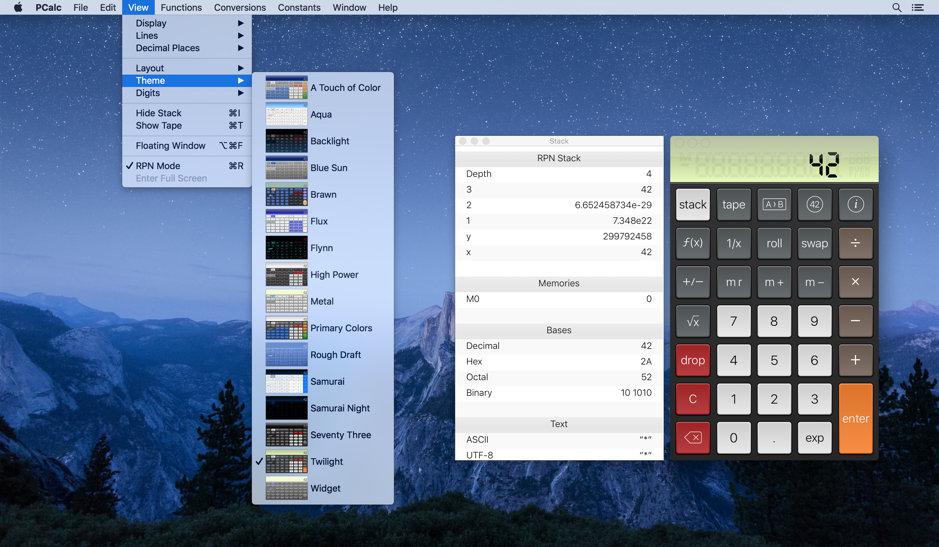 PCalc File Edit View Functions Conversions Constants Window Help
Display
Lines
Decimal Places
Layout
Theme
Digits
Hide Stack ⌘I
Show Tape ⌘T
Floating Window ⌥⌘F
✓ RPN Mode ⌘R
Enter Full Screen
A Touch of Color
Aqua
Backlight
Blue Sun
Brawn
Flux
Flynn
High Power
Metal
Primary Colors
Rough Draft
Samurai
Samurai Night
Seventy Three
✓ Twilight
Widget
Stack
RPN Stack
Depth 4
3 42
2 6.652458734e-29
1 7.348e22
y 299792458
x 42
Memories
M0 0
Bases
Decimal 42
Hex 2A
Octal 52
Binary 10 1010
Text
ASCII "*"
UTF-8 "*"
42
stack tape A›B 42 i
f(x) 1/x roll swap ÷
+/− m r m + m − ×
√x 7 8 9 −
drop 4 5 6 +
C 1 2 3 enter
0 . exp